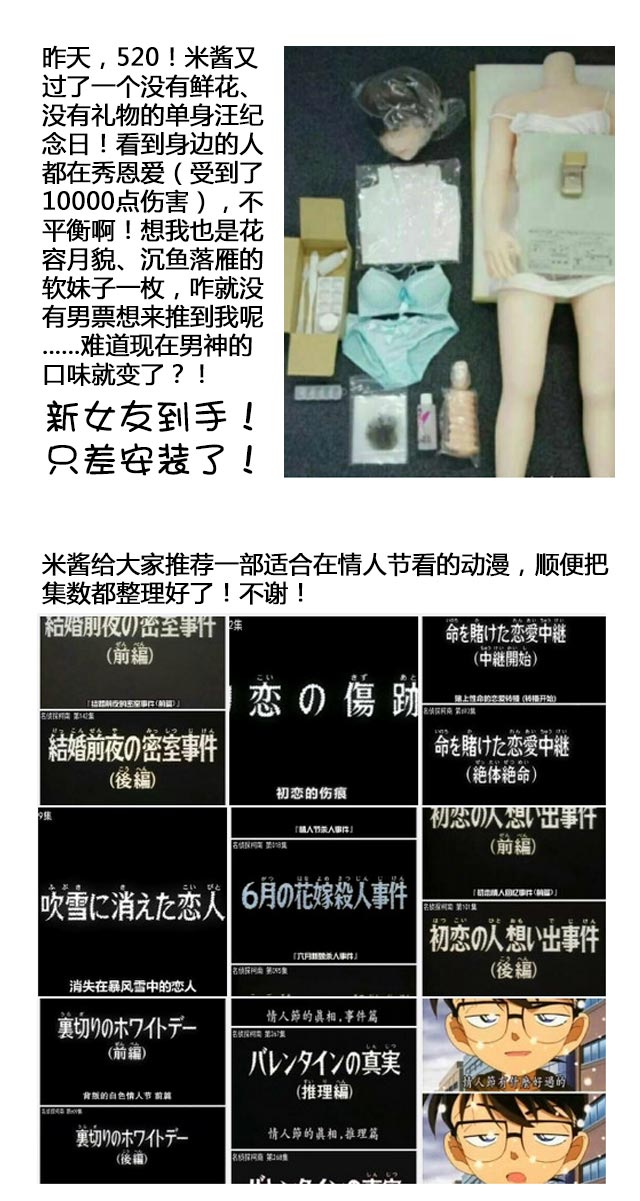 昨天，520！米酱又
过了一个没有鲜花、
没有礼物的单身汪纪
念日！看到身边的人
都在秀恩爱（受到了
10000点伤害），不
平衡啊！想我也是花
容月貌、沉鱼落雁的
软妹子一枚，咋就没
有男票想来推到我呢
……难道现在男神的
口味就变了？！
新女友到手！
只差安装了！
米酱给大家推荐一部适合在情人节看的动漫，顺便把
集数都整理好了！不谢！
結婚前夜の密室事件
(前編)
『结婚前夜的密室事件(前篇)』
名侦探柯南 第142集
結婚前夜の密室事件
(後編)
2集
恋の傷跡
初恋的伤痕
命を賭けた恋愛中継
(中継開始)
赌上性命的恋爱转播 (转播开始)
名侦探柯南 第693集
命を賭けた恋愛中継
(絶体絶命)
9集
吹雪に消えた恋人
消失在暴风雪中的恋人
『情人节杀人事件』
名侦探柯南 第018集
6月の花嫁殺人事件
『六月新娘杀人事件』
名侦探柯南 第095集
初恋の人想い出事件
(前編)
『初恋情人回忆事件(前篇)』
名侦探柯南 第101集
初恋の人想い出事件
(後編)
裏切りのホワイトデー
(前編)
背叛的白色情人节 前篇
裏切りのホワイトデー
(後編)
情人節的真相,事件篇
名侦探柯南 第267集
バレンタインの真実
(推理編)
情人節的真相,推理篇
名侦探柯南 第268集
情人節有什麼好過的